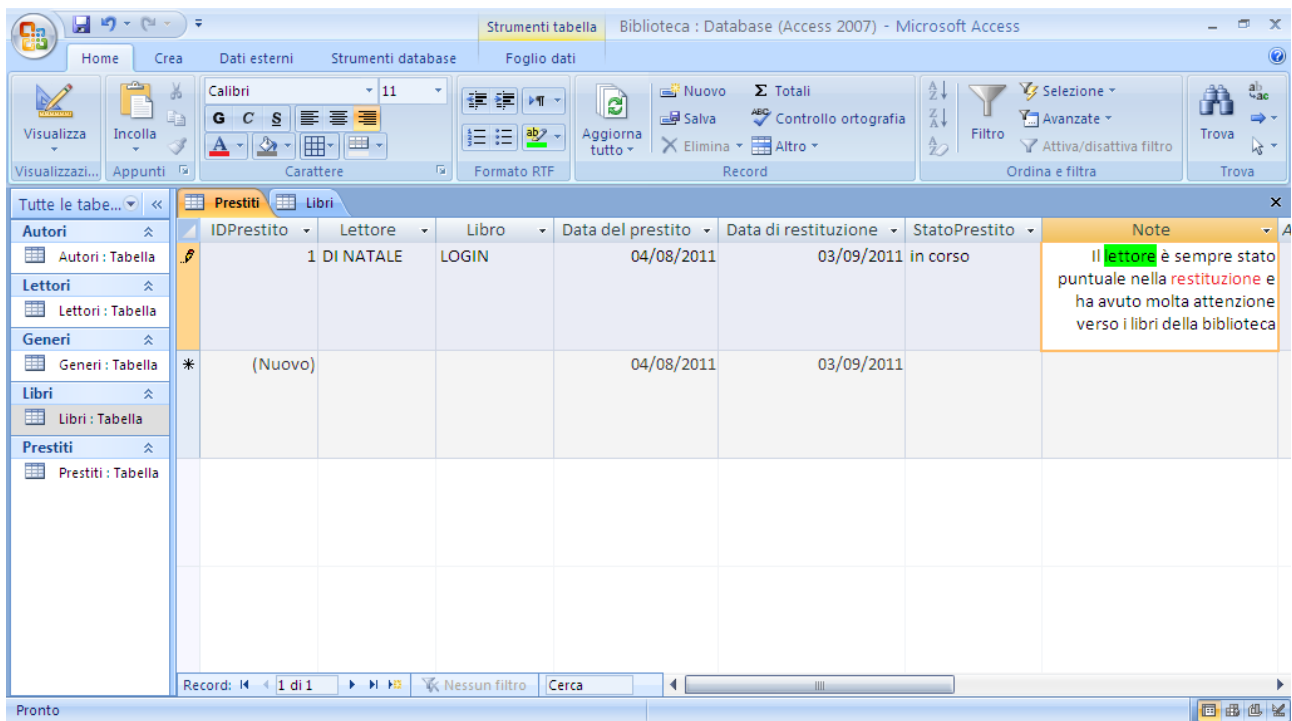 Strumenti tabella Biblioteca : Database (Access 2007) - Microsoft Access
Home Crea Dati esterni Strumenti database Foglio dati
Visualizza
Visualizzazi...
Incolla
Appunti
Calibri 11
G C S
A
Carattere
ab
Formato RTF
Aggiorna
tutto
Nuovo Σ Totali
Salva ABC Controllo ortografia
Elimina Altro
Record
A
Z
Z
A
Filtro
Selezione
Avanzate
Attiva/disattiva filtro
Ordina e filtra
Trova
ab
ac
Trova
Tutte le tabe... «
Autori
Autori : Tabella
Lettori
Lettori : Tabella
Generi
Generi : Tabella
Libri
Libri : Tabella
Prestiti
Prestiti : Tabella
Prestiti Libri
IDPrestito Lettore Libro Data del prestito Data di restituzione StatoPrestito Note A
1 DI NATALE LOGIN 04/08/2011 03/09/2011 in corso Il lettore è sempre stato
puntuale nella restituzione e
ha avuto molta attenzione
verso i libri della biblioteca
(Nuovo) 04/08/2011 03/09/2011
Record: 1 di 1 Nessun filtro Cerca
Pronto